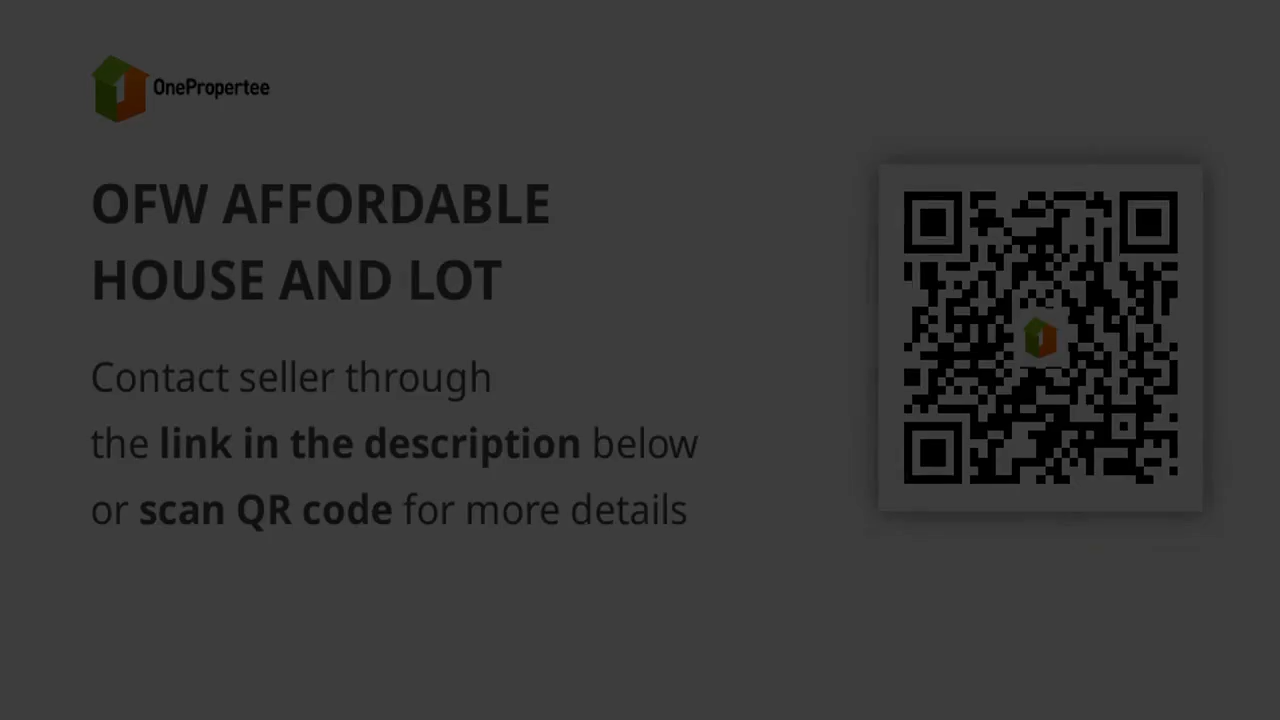 OnePropertee
OFW AFFORDABLE
HOUSE AND LOT
Contact seller through
the link in the description below
or scan QR code for more details